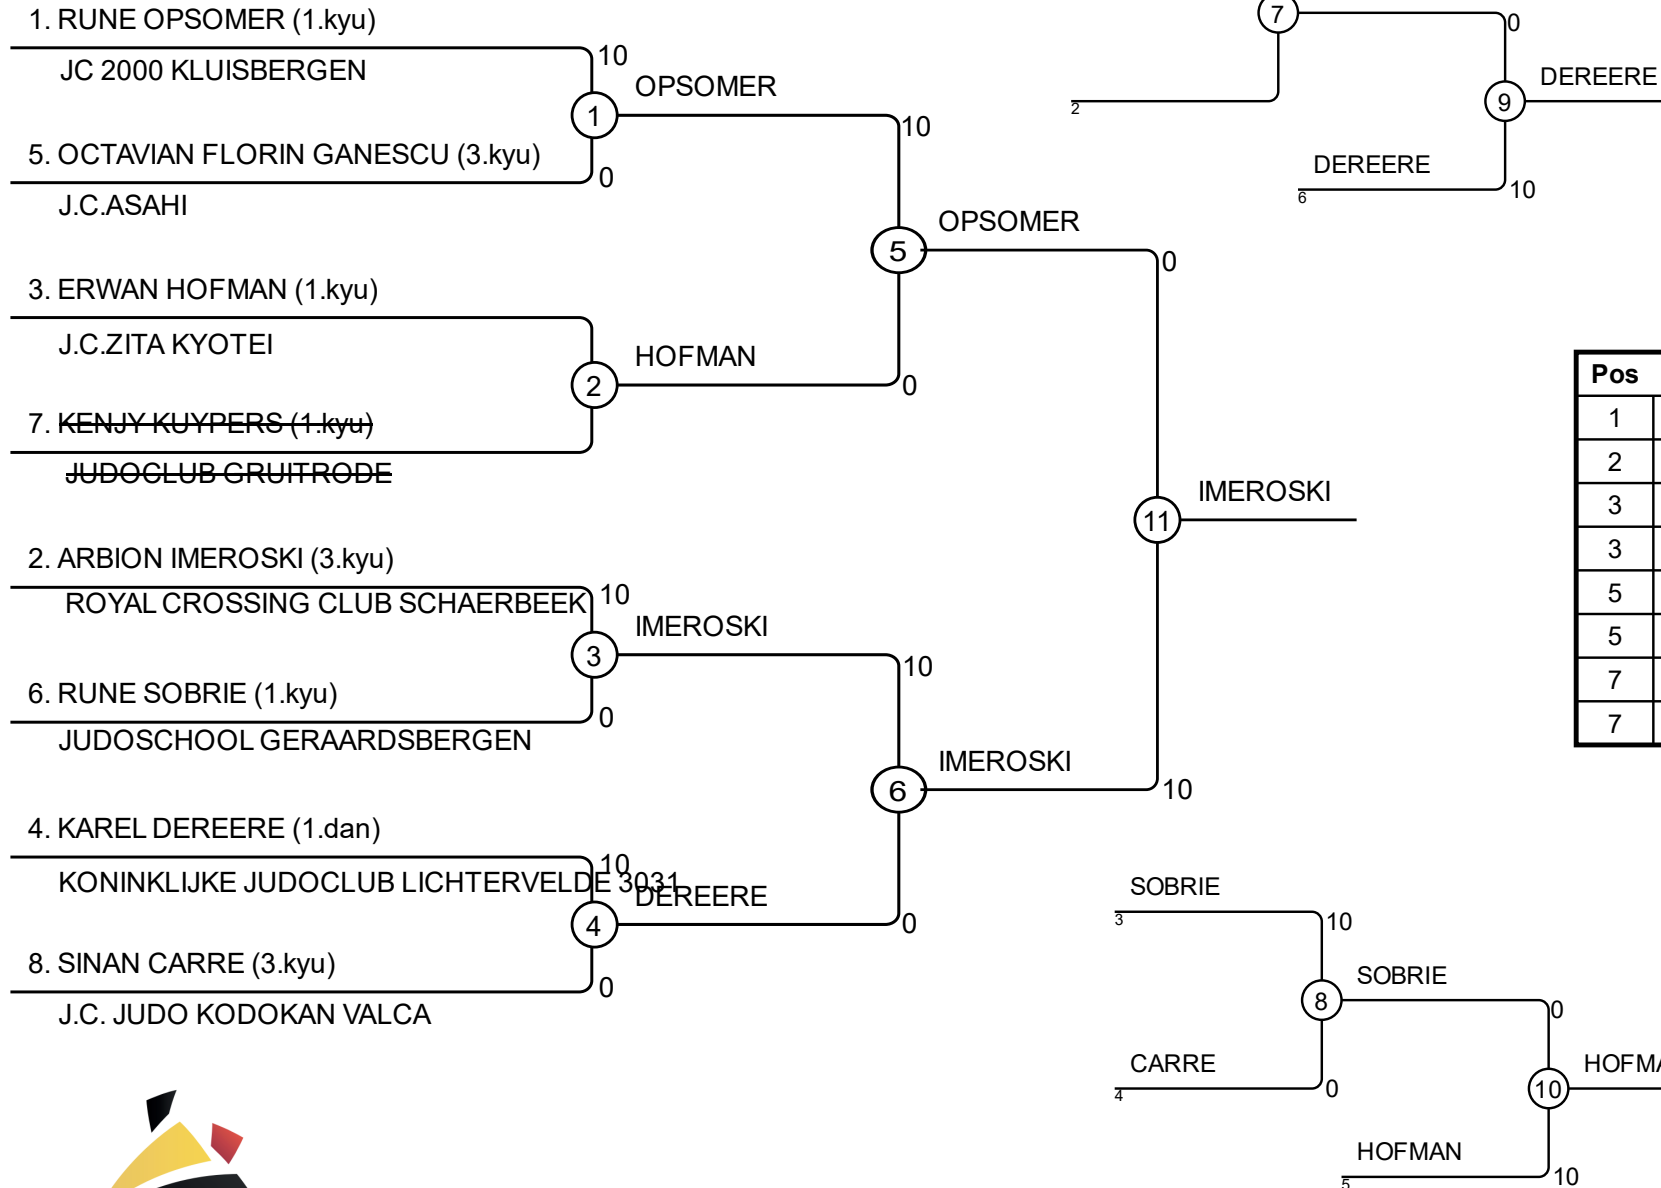 1. RUNE OPSOMER (1.kyu)
JC 2000 KLUISBERGEN
10
1
OPSOMER
5. OCTAVIAN FLORIN GANESCU (3.kyu)
0
J.C.ASAHI
10
5
OPSOMER
3. ERWAN HOFMAN (1.kyu)
J.C.ZITA KYOTEI
2
HOFMAN
0
7. KENJY KUYPERS (1.kyu)
JUDOCLUB GRUITRODE
0
11
IMEROSKI
2. ARBION IMEROSKI (3.kyu)
ROYAL CROSSING CLUB SCHAERBEEK
10
3
IMEROSKI
6. RUNE SOBRIE (1.kyu)
0
JUDOSCHOOL GERAARDSBERGEN
10
6
IMEROSKI
10
4. KAREL DEREERE (1.dan)
10
KONINKLIJKE JUDOCLUB LICHTERVELDE 3031
4
DEREERE
0
8. SINAN CARRE (3.kyu)
0
J.C. JUDO KODOKAN VALCA
7
0
2
9
DEREERE
DEREERE
6
10
Pos
1
2
3
3
5
5
7
7
SOBRIE
3
10
8
SOBRIE
0
CARRE
4
0
10
HOFMA
HOFMAN
5
10